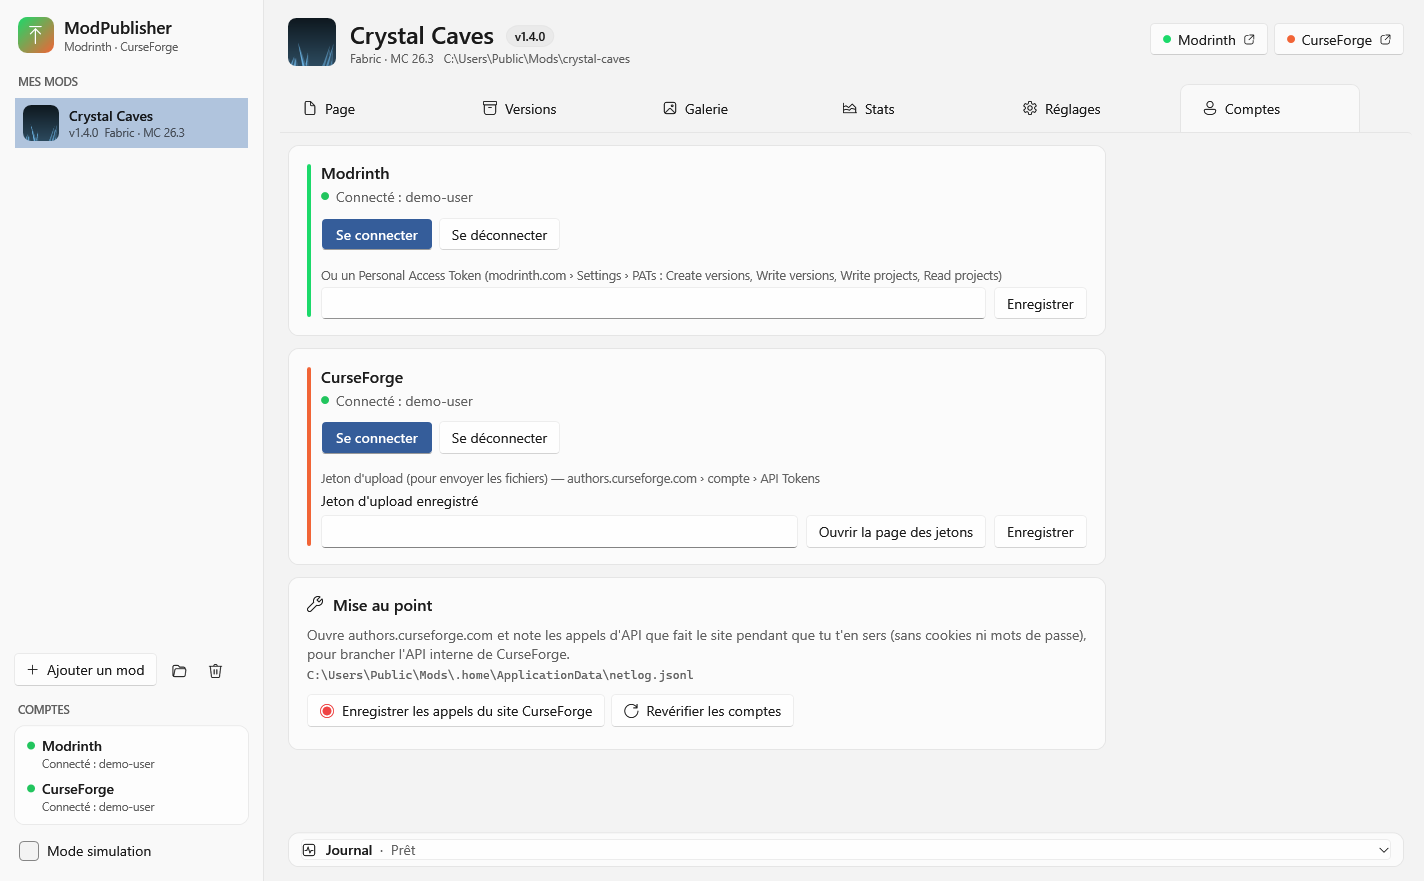 ModPublisher
Modrinth · CurseForge
MES MODS
Crystal Caves
v1.4.0 Fabric · MC 26.3
Ajouter un mod
COMPTES
Modrinth
Connecté : demo-user
CurseForge
Connecté : demo-user
Mode simulation
Crystal Caves v1.4.0
Fabric · MC 26.3 C:\Users\Public\Mods\crystal-caves
Modrinth CurseForge
Page Versions Galerie Stats Réglages Comptes
Modrinth
Connecté : demo-user
Se connecter Se déconnecter
Ou un Personal Access Token (modrinth.com › Settings › PATs : Create versions, Write versions, Write projects, Read projects)
Enregistrer
CurseForge
Connecté : demo-user
Se connecter Se déconnecter
Jeton d'upload (pour envoyer les fichiers) — authors.curseforge.com › compte › API Tokens
Jeton d'upload enregistré
Ouvrir la page des jetons Enregistrer
Mise au point
Ouvre authors.curseforge.com et note les appels d'API que fait le site pendant que tu t'en sers (sans cookies ni mots de passe),
pour brancher l'API interne de CurseForge.
C:\Users\Public\Mods\.home\ApplicationData\netlog.jsonl
Enregistrer les appels du site CurseForge Revérifier les comptes
Journal · Prêt